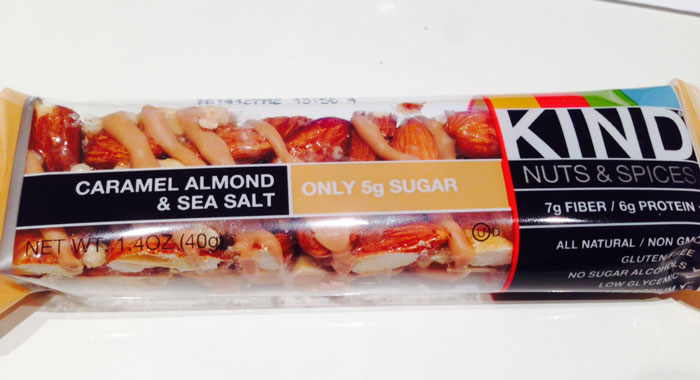 CARAMEL ALMOND
& SEA SALT
ONLY 5g SUGAR
NET WT. 1.4OZ (40g)
UD
KIND
NUTS & SPICES
7g FIBER / 6g PROTEIN
ALL NATURAL / NON GMO
GLUTEN FREE
NO SUGAR ALCOHOLS
LOW GLYCEMIC